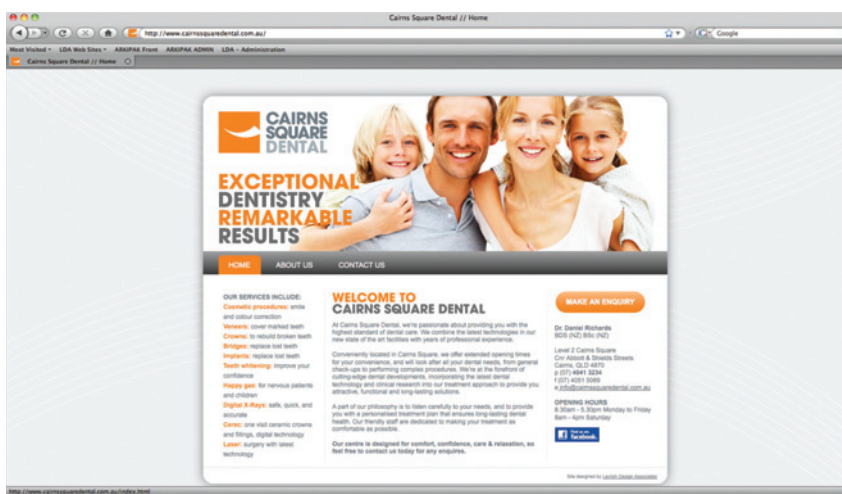 Cairns Square Dental // Home
http://www.cairnssquaredental.com.au/
Google
Most Visited
LDA Web Sites
ARKIPAK Front
ARKIPAK ADMIN
LDA – Administration
Cairns Square Dental // Home
CAIRNS
SQUARE
DENTAL
EXCEPTIONAL
DENTISTRY
REMARKABLE
RESULTS
HOME
ABOUT US
CONTACT US
OUR SERVICES INCLUDE:
Cosmetic procedures: smile
and colour correction
Veneers: cover marked teeth
Crowns: to rebuild broken teeth
Bridges: replace lost teeth
Implants: replace lost teeth
Teeth whitening: improve your
confidence
Happy gas: for nervous patients
and children
Digital X-Rays: safe, quick, and
accurate
Cerec: one visit ceramic crowns
and fillings, digital technology
Laser: surgery with latest
technology
WELCOME TO
CAIRNS SQUARE DENTAL
At Cairns Square Dental, we're passionate about providing you with the
highest standard of dental care. We combine the latest technologies in our
new state of the art facilities with years of professional experience.
Conveniently located in Cairns Square, we offer extended opening times
for your convenience, and will look after all your dental needs, from general
check-ups to performing complex procedures. We're at the forefront of
cutting-edge dental developments, incorporating the latest dental
technology and clinical research into our treatment approach to provide you
attractive, functional and long-lasting solutions.
A part of our philosophy is to listen carefully to your needs, and to provide
you with a personalised treatment plan that ensures long-lasting dental
health. Our friendly staff are dedicated to making your treatment as
comfortable as possible.
Our centre is designed for comfort, confidence, care & relaxation, so
feel free to contact us today for any enquires.
MAKE AN ENQUIRY
Dr. Daniel Richards
BDS (NZ) BSc (NZ)
Level 2 Cairns Square
Cnr Abbott & Shields Streets
Cairns, QLD 4870
p (07) 4041 3234
f (07) 4051 5089
e info@cairnssquaredental.com.au
OPENING HOURS
8.30am - 5.30pm Monday to Friday
8am - 4pm Saturday
Find us on
facebook.
Site designed by Lavish Design Associates
http://www.cairnssquaredental.com.au/index.html